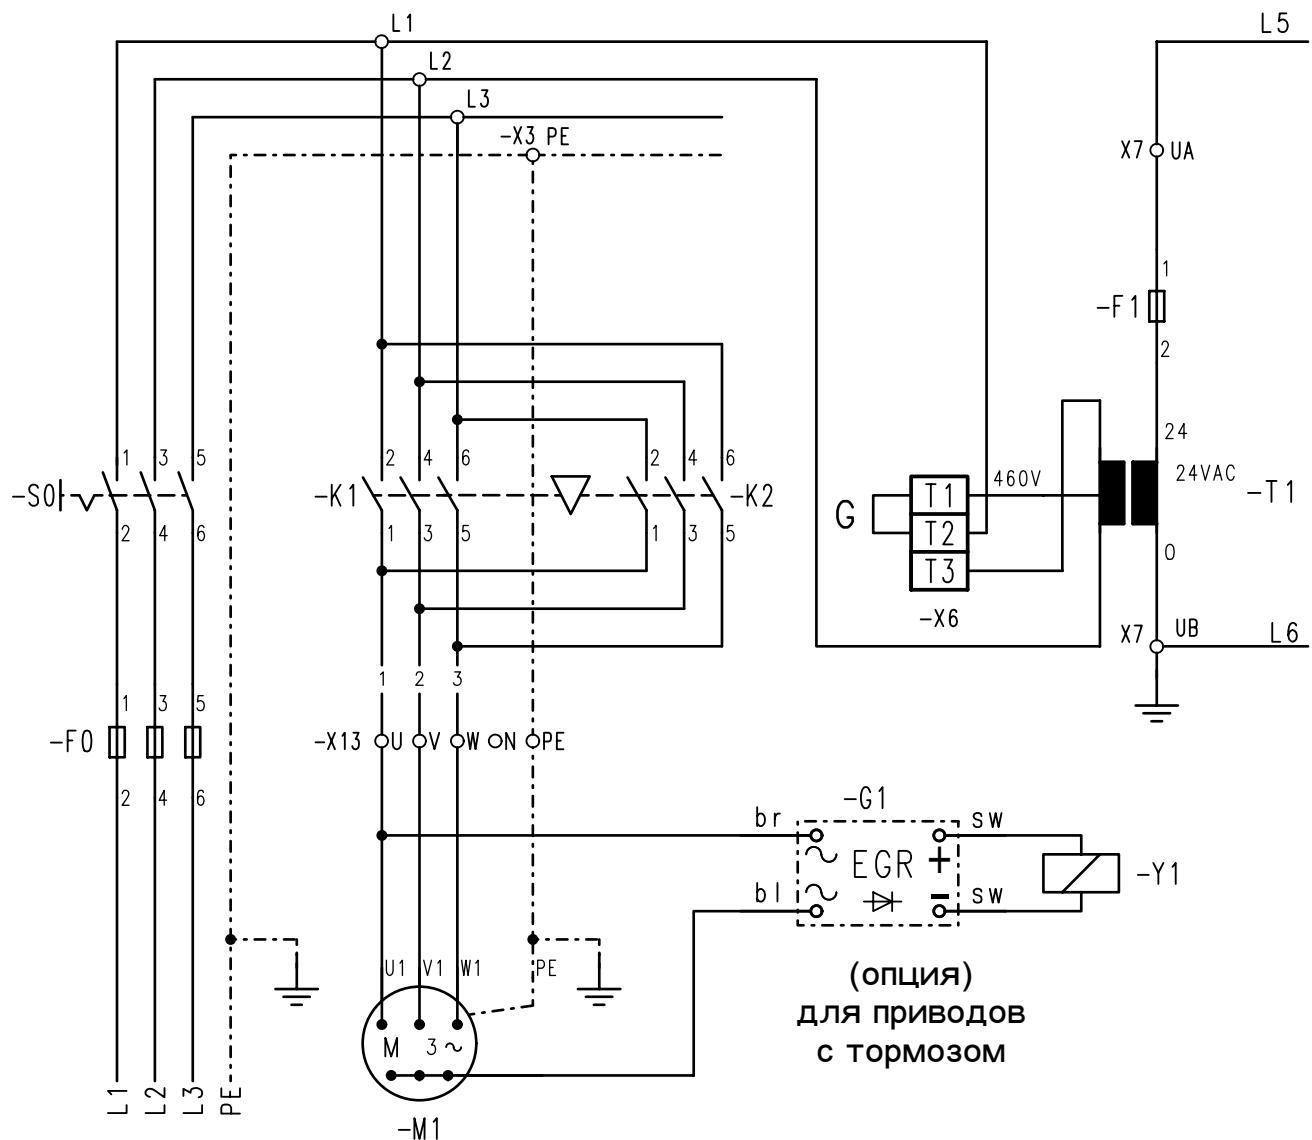 L1
L5
L2
L3
-X3 PE
X7 UA
1
-F1
2
24
1 3 5
2 4 6
2 4 6
460V
24VAC
-S0
-K1
-K2
T1
-T1
G
T2
2 4 6
1 3 5
1 3 5
0
T3
-X6
X7 UB L6
1 2 3
1 3 5
-F0
-X13 U V W N PE
2 4 6
-G1
br
sw
EGR +
-Y1
bl
-
sw
U1 V1 W1 PE
(опция)
для приводов
с тормозом
M 3 ~
L1 L2 L3 PE
-M1